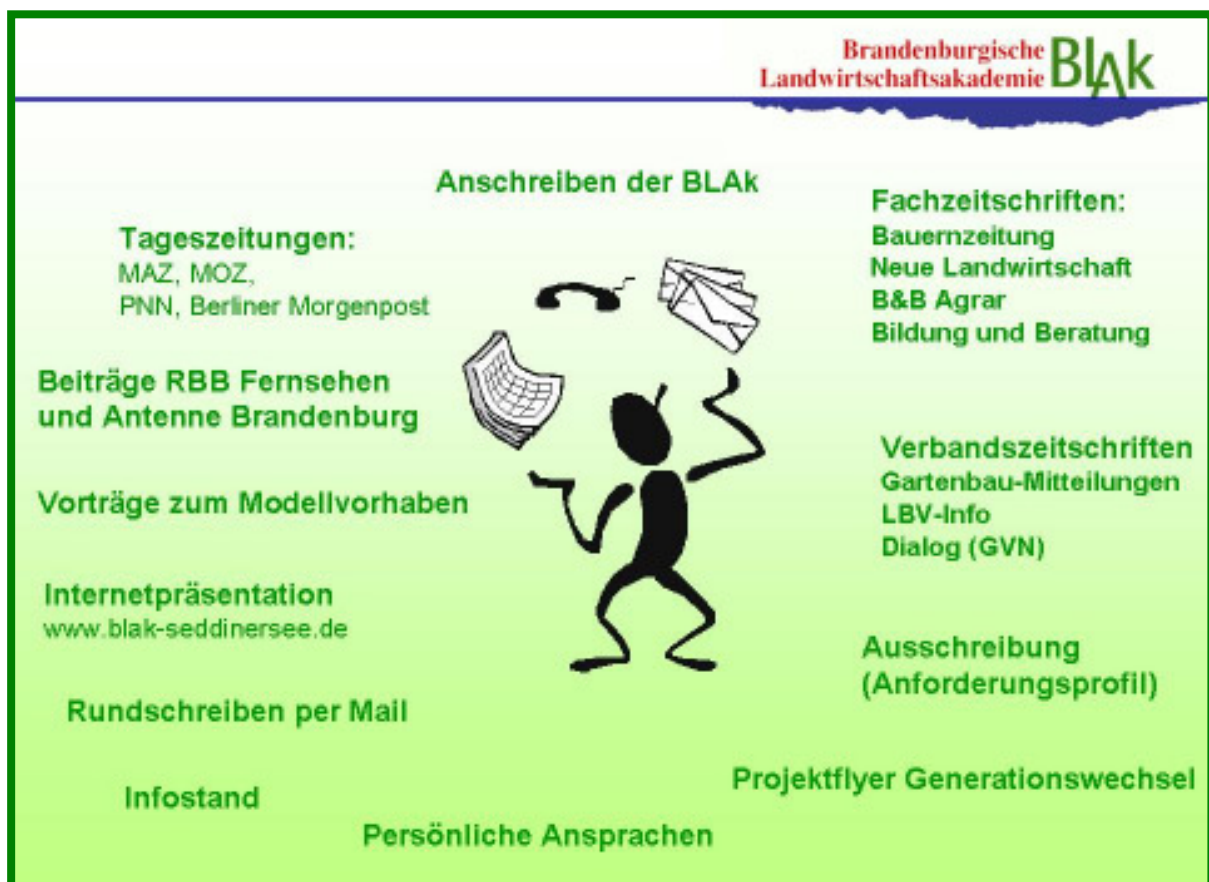 Brandenburgische
Landwirtschaftsakademie
BLAk
Anschreiben der BLAk
Tageszeitungen:
MAZ, MOZ,
PNN, Berliner Morgenpost
Beiträge RBB Fernsehen
und Antenne Brandenburg
Vorträge zum Modellvorhaben
Internetpräsentation
www.blak-seddinersee.de
Rundschreiben per Mail
Infostand
Persönliche Ansprachen
Fachzeitschriften:
Bauernzeitung
Neue Landwirtschaft
B&B Agrar
Bildung und Beratung
Verbandszeitschriften
Gartenbau-Mitteilungen
LBV-Info
Dialog (GVN)
Ausschreibung
(Anforderungsprofil)
Projektflyer Generationswechsel